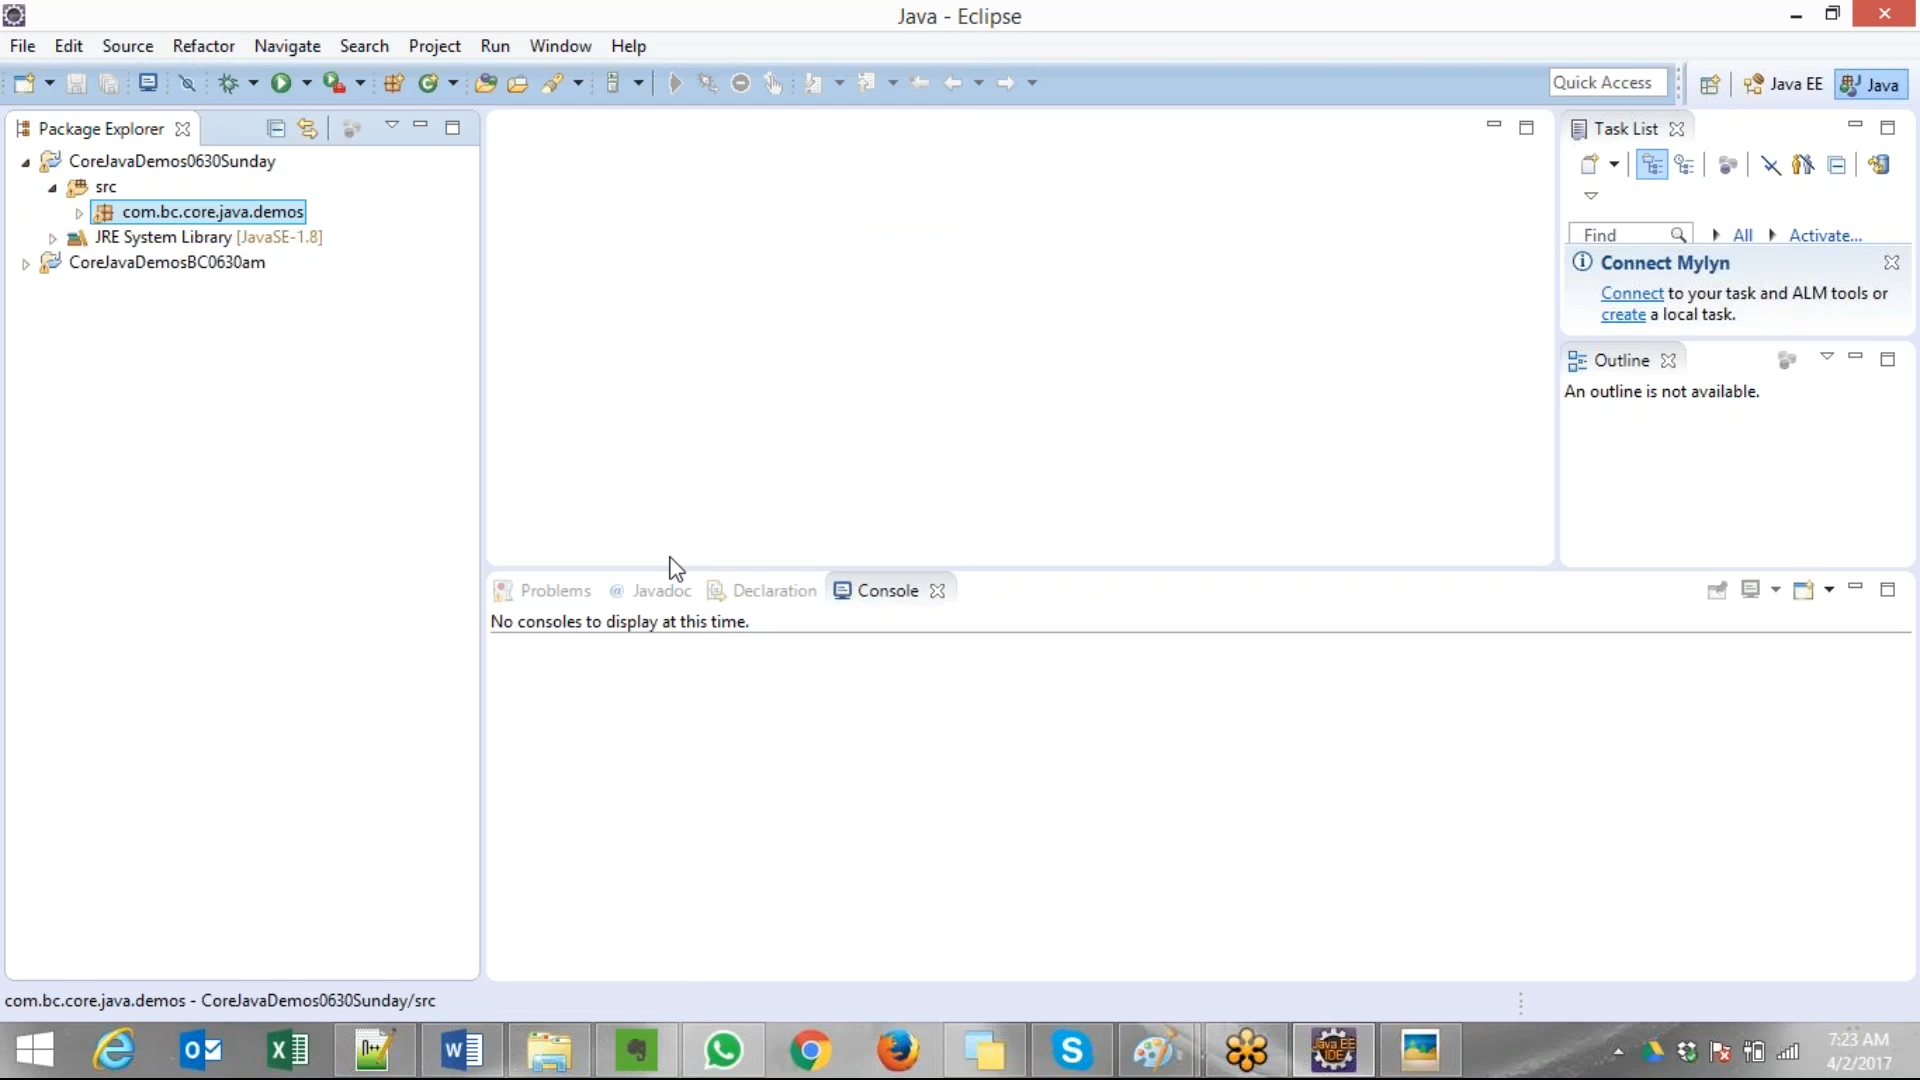 Java - Eclipse
File Edit Source Refactor Navigate Search Project Run Window Help
Quick Access Java EE Java
Package Explorer
CoreJavaDemos0630Sunday
src
com.bc.core.java.demos
JRE System Library [JavaSE-1.8]
CoreJavaDemosBC0630am
Task List
Find All Activate...
Connect Mylyn
Connect to your task and ALM tools or
create a local task.
Outline
An outline is not available.
Problems @ Javadoc Declaration Console
No consoles to display at this time.
com.bc.core.java.demos - CoreJavaDemos0630Sunday/src
Java EE
IDE
7:23 AM
4/2/2017